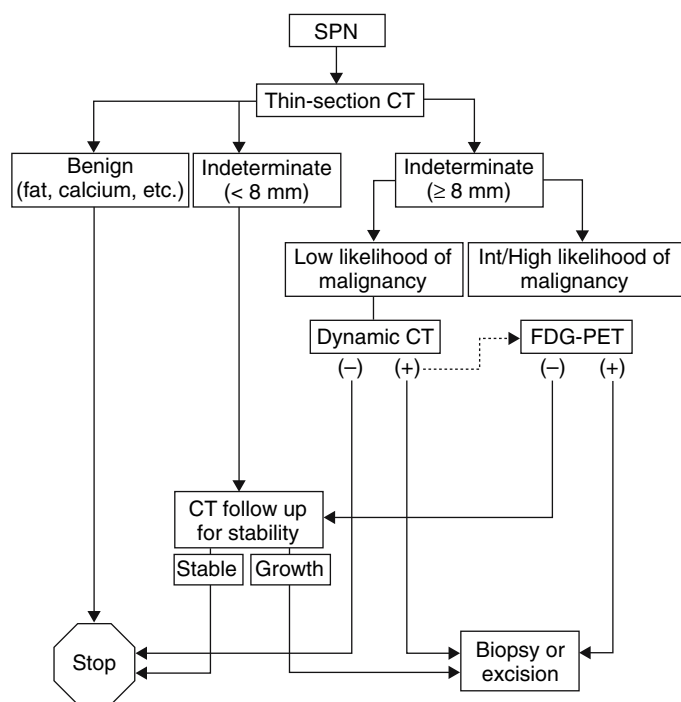 SPN
Thin-section CT
Benign
(fat, calcium, etc.)
Indeterminate
(< 8 mm)
Indeterminate
(≥ 8 mm)
Low likelihood of
malignancy
Int/High likelihood of
malignancy
Dynamic CT
FDG-PET
(–)
(+)
(–)
(+)
CT follow up
for stability
Stable
Growth
Stop
Biopsy or
excision